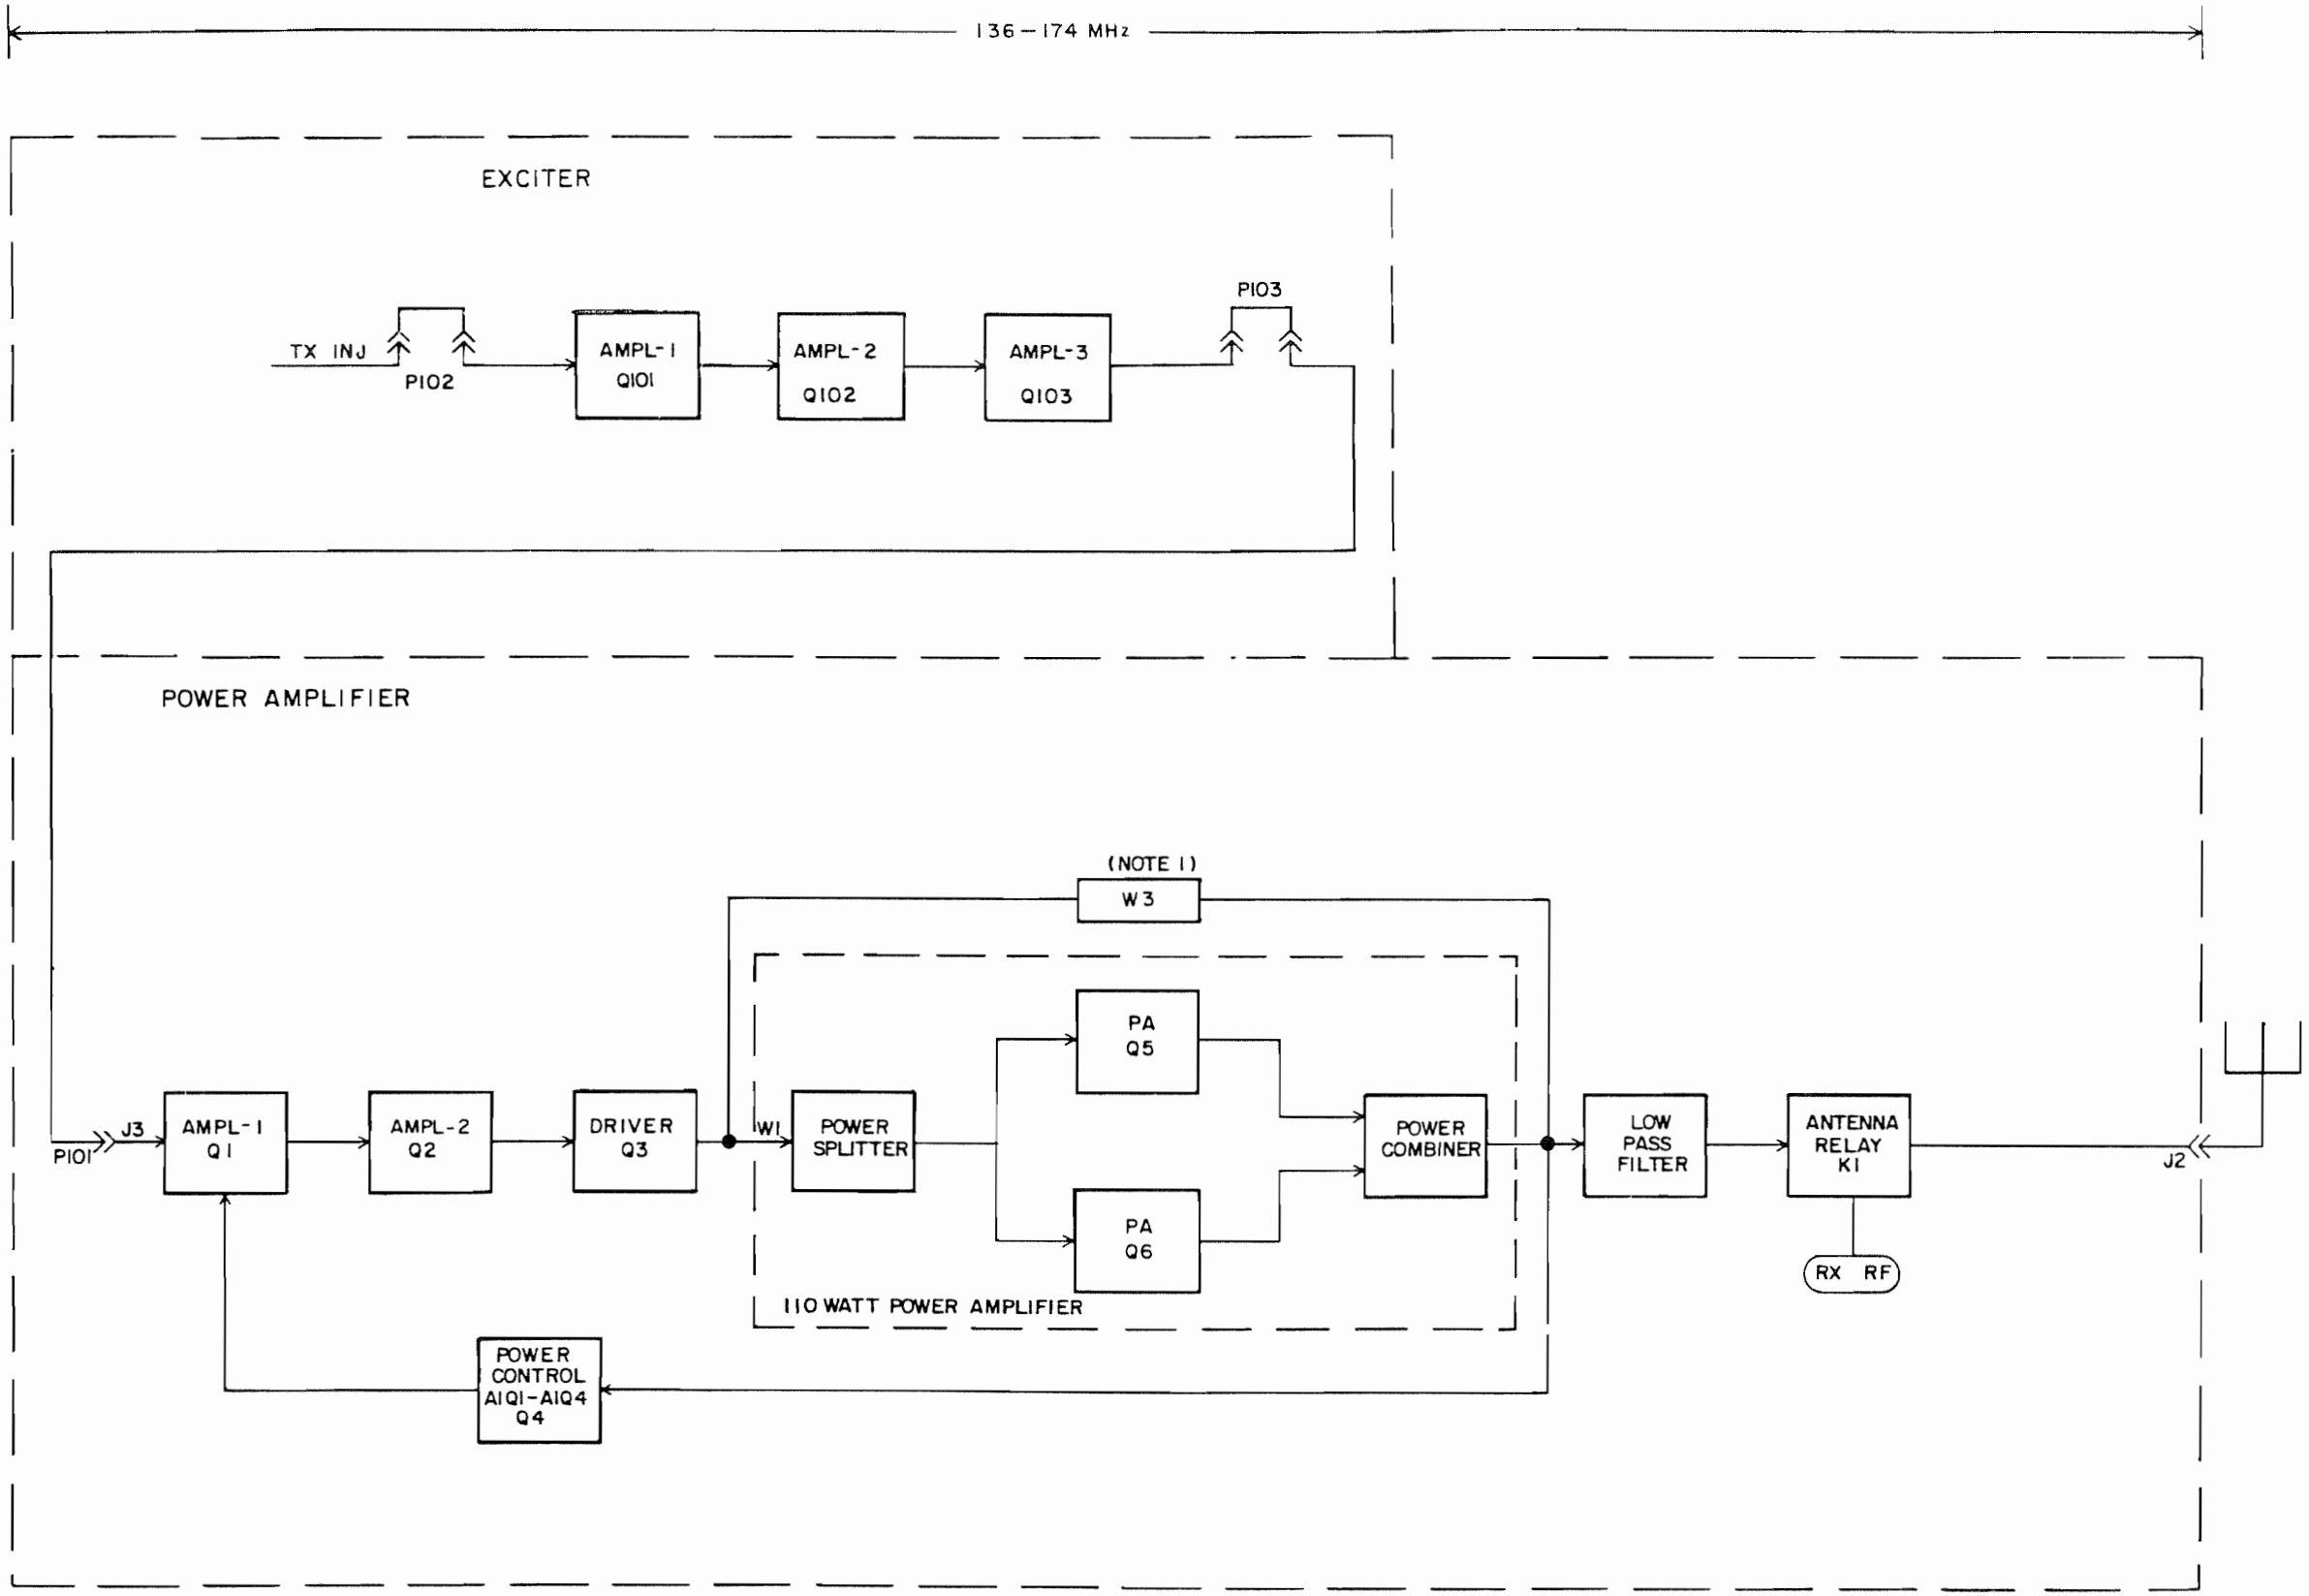 136-174 MHz
EXCITER
P103
TX INJ
P102
AMPL-1
Q101
AMPL-2
Q102
AMPL-3
Q103
POWER AMPLIFIER
(NOTE 1)
W3
P101
J3
AMPL-1
Q1
AMPL-2
Q2
DRIVER
Q3
W1
POWER
SPLITTER
PA
Q5
PA
Q6
POWER
COMBINER
LOW
PASS
FILTER
ANTENNA
RELAY
K1
J2
RX RF
110 WATT POWER AMPLIFIER
POWER
CONTROL
A1Q1-A1Q4
Q4